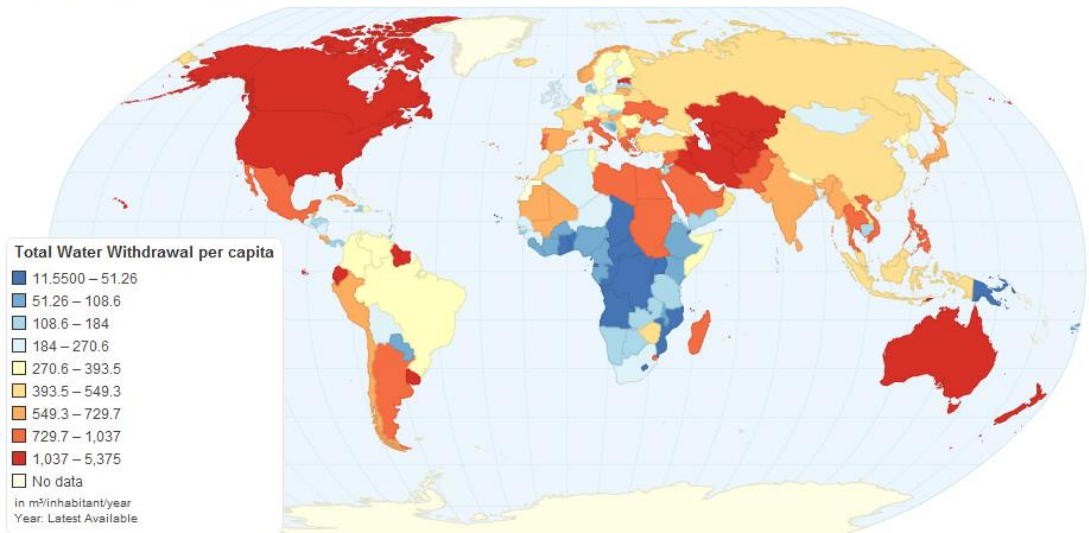 Total Water Withdrawal per capita
11.5500 – 51.26
51.26 – 108.6
108.6 – 184
184 – 270.6
270.6 – 393.5
393.5 – 549.3
549.3 – 729.7
729.7 – 1,037
1,037 – 5,375
No data
in m³/inhabitant/year
Year: Latest Available